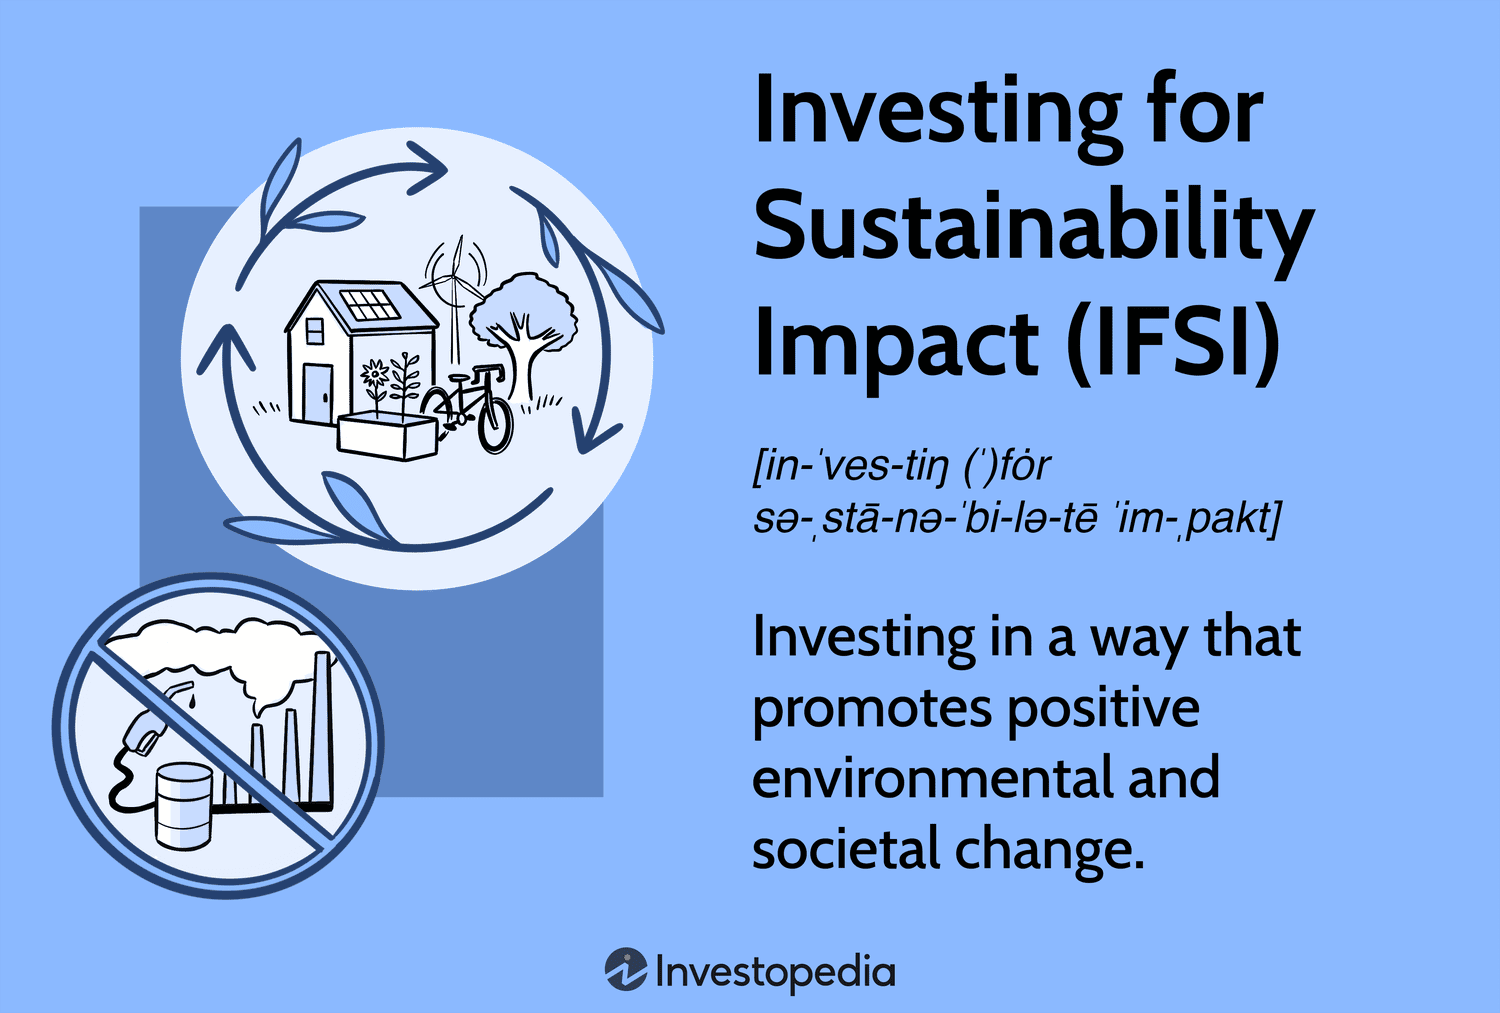 Investing for
Sustainability
Impact (IFSI)
[in-ˈves-tiŋ (ˈ)fȯr
sə-ˌstā-nə-ˈbi-lə-tē ˈim-ˌpakt]
Investing in a way that
promotes positive
environmental and
societal change.
Investopedia